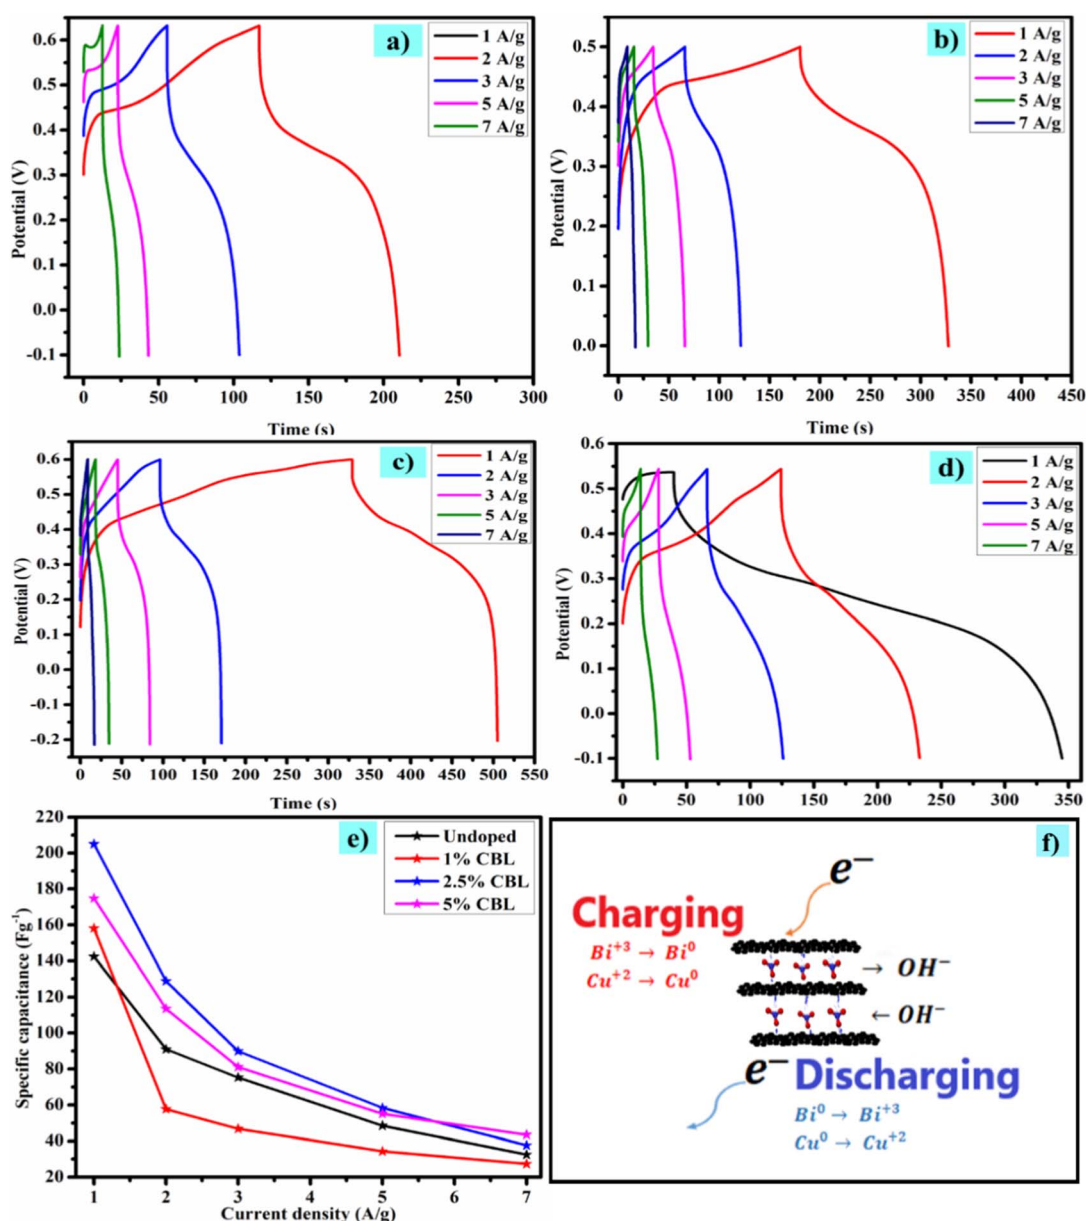 a)
1 A/g
2 A/g
3 A/g
5 A/g
7 A/g
0.6
0.5
0.4
0.3
0.2
0.1
0.0
-0.1
Potential (V)
0 50 100 150 200 250 300
Time (s)
b)
1 A/g
2 A/g
3 A/g
5 A/g
7 A/g
0.5
0.4
0.3
0.2
0.1
0.0
Potential (V)
0 50 100 150 200 250 300 350 400 450
Time (s)
c)
1 A/g
2 A/g
3 A/g
5 A/g
7 A/g
0.6
0.5
0.4
0.3
0.2
0.1
0.0
-0.1
-0.2
Potential (V)
0 50 100 150 200 250 300 350 400 450 500 550
Time (s)
d)
1 A/g
2 A/g
3 A/g
5 A/g
7 A/g
0.6
0.5
0.4
0.3
0.2
0.1
0.0
-0.1
Potential (V)
0 50 100 150 200 250 300 350
Time (s)
e)
Undoped
1% CBL
2.5% CBL
5% CBL
220
200
180
160
140
120
100
80
60
40
20
Specific capacitance (Fg⁻¹)
1 2 3 4 5 6 7
Current density (A/g)
f)
e⁻
Charging
Bi⁺³ → Bi⁰
Cu⁺² → Cu⁰
→ OH⁻
← OH⁻
e⁻ Discharging
Bi⁰ → Bi⁺³
Cu⁰ → Cu⁺²